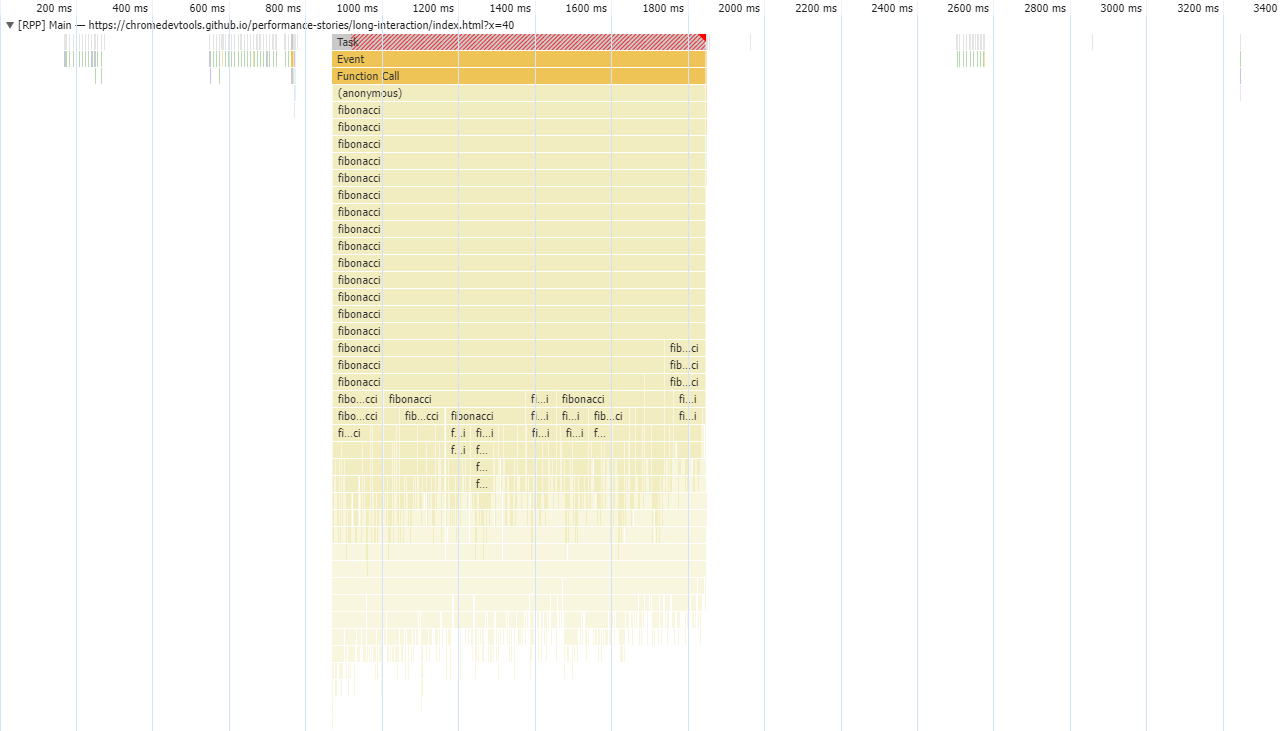 200 ms 400 ms 600 ms 800 ms 1000 ms 1200 ms 1400 ms 1600 ms 1800 ms 2000 ms 2200 ms 2400 ms 2600 ms 2800 ms 3000 ms 3200 ms 3400
▼ [RPP] Main — https://chromedevtools.github.io/performance-stories/long-interaction/index.html?x=40
Task
Event
Function Call
(anonymous)
fibonacci
fibonacci
fibonacci
fibonacci
fibonacci
fibonacci
fibonacci
fibonacci
fibonacci
fibonacci
fibonacci
fibonacci
fibonacci
fibonacci
fibonacci fib...ci
fibonacci fib...ci
fibonacci fib...ci
fibo...cci fibonacci fi...i fibonacci fi...i
fibo...cci fib...cci fibonacci fi...i fi...i fib...ci fi...i
fi...ci f...i fi...i fi...i fi...i f...
f...i f...
f...
f...